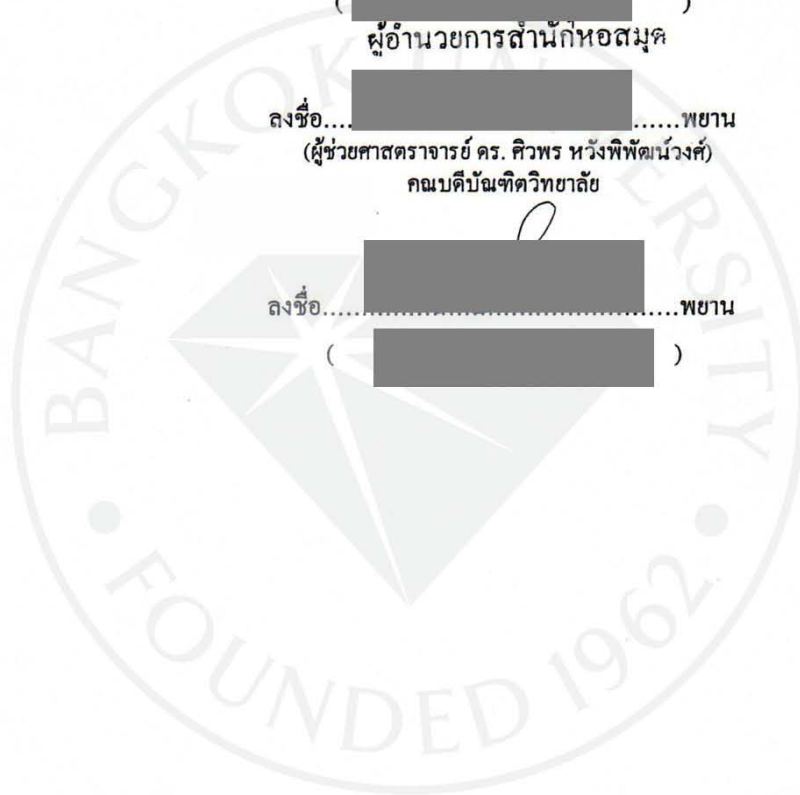 ( )
ผู้อำนวยการสำนักหอสมุด
ลงชื่อ.... ......พยาน
(ผู้ช่วยศาสตราจารย์ ดร. ศิวพร หวังพิพัฒน์วงศ์)
คณบดีบัณฑิตวิทยาลัย
ลงชื่อ..........................................พยาน
( )
BANGKOK UNIVERSITY
FOUNDED 1962